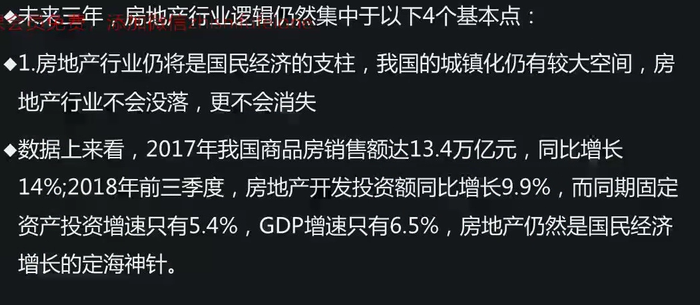 ◆未来三年，房地产行业逻辑仍然集中于以下4个基本点：
◆1.房地产行业仍将是国民经济的支柱，我国的城镇化仍有较大空间，房
地产行业不会没落，更不会消失
◆数据上来看，2017年我国商品房销售额达13.4万亿元，同比增长
14%;2018年前三季度，房地产开发投资额同比增长9.9%，而同期固定
资产投资增速只有5.4%，GDP增速只有6.5%，房地产仍然是国民经济
增长的定海神针。